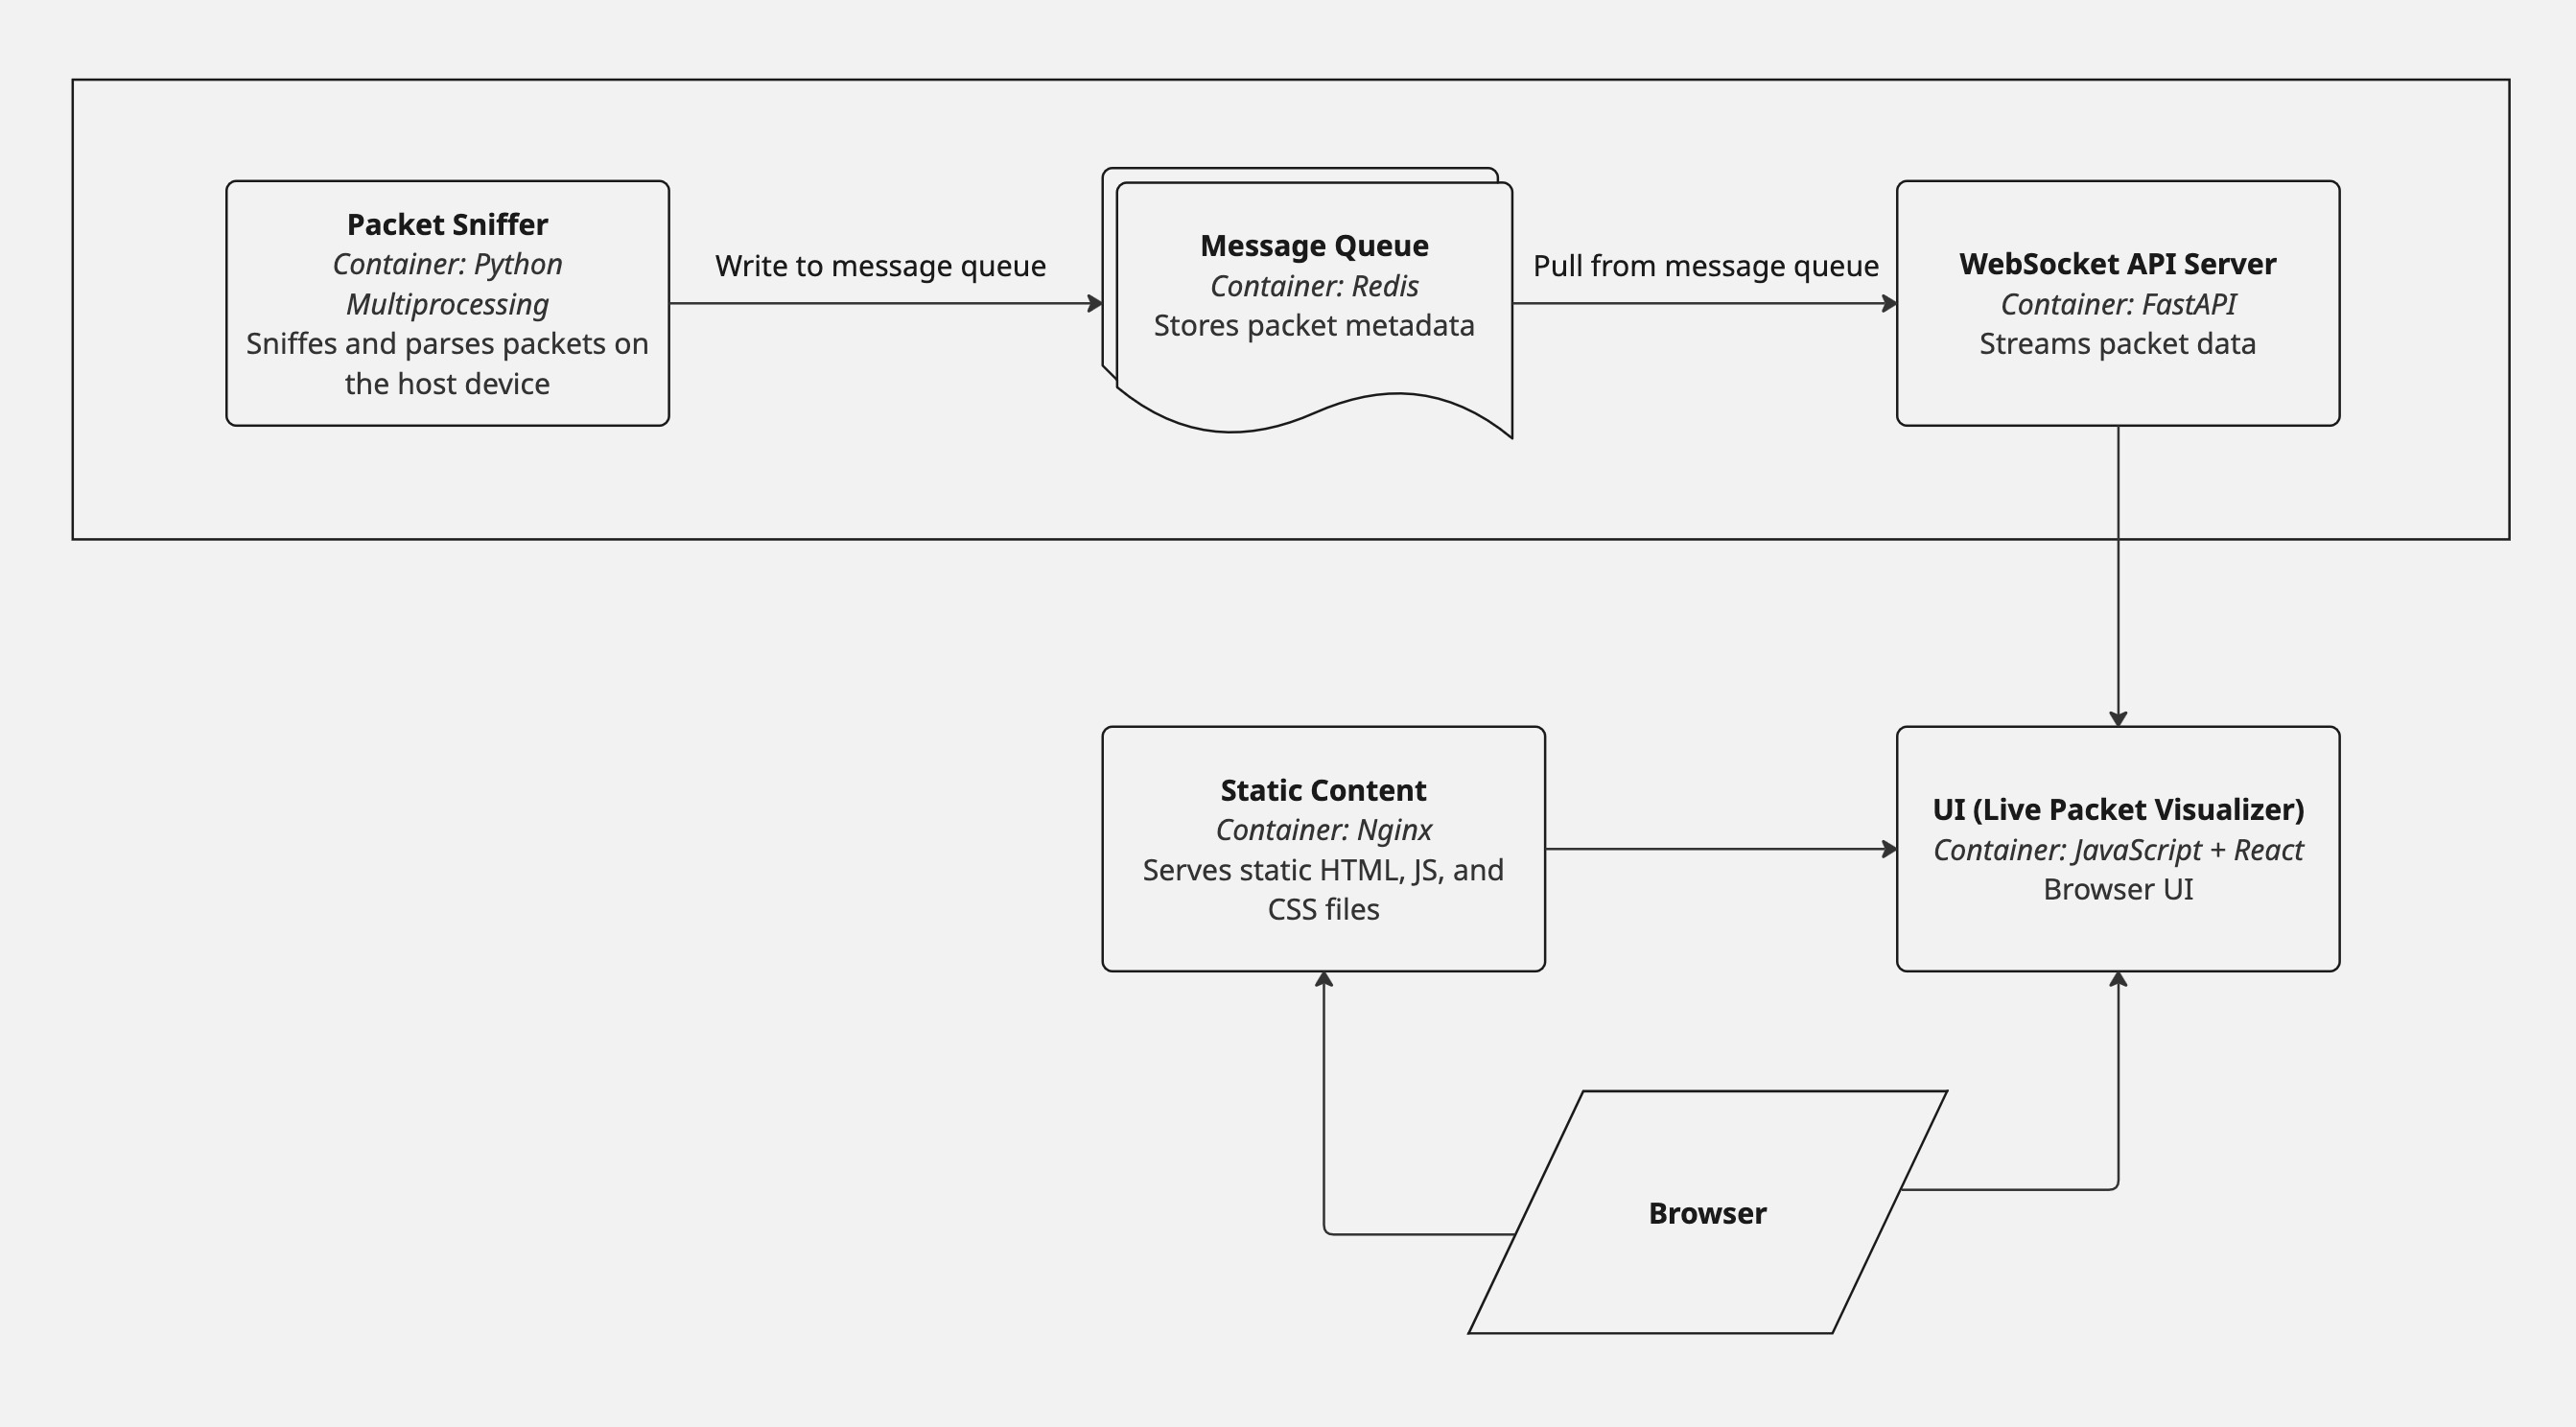 Packet Sniffer
Container: Python
Multiprocessing
Sniffes and parses packets on
the host device
Write to message queue
Message Queue
Container: Redis
Stores packet metadata
Pull from message queue
WebSocket API Server
Container: FastAPI
Streams packet data
Static Content
Container: Nginx
Serves static HTML, JS, and
CSS files
UI (Live Packet Visualizer)
Container: JavaScript + React
Browser UI
Browser